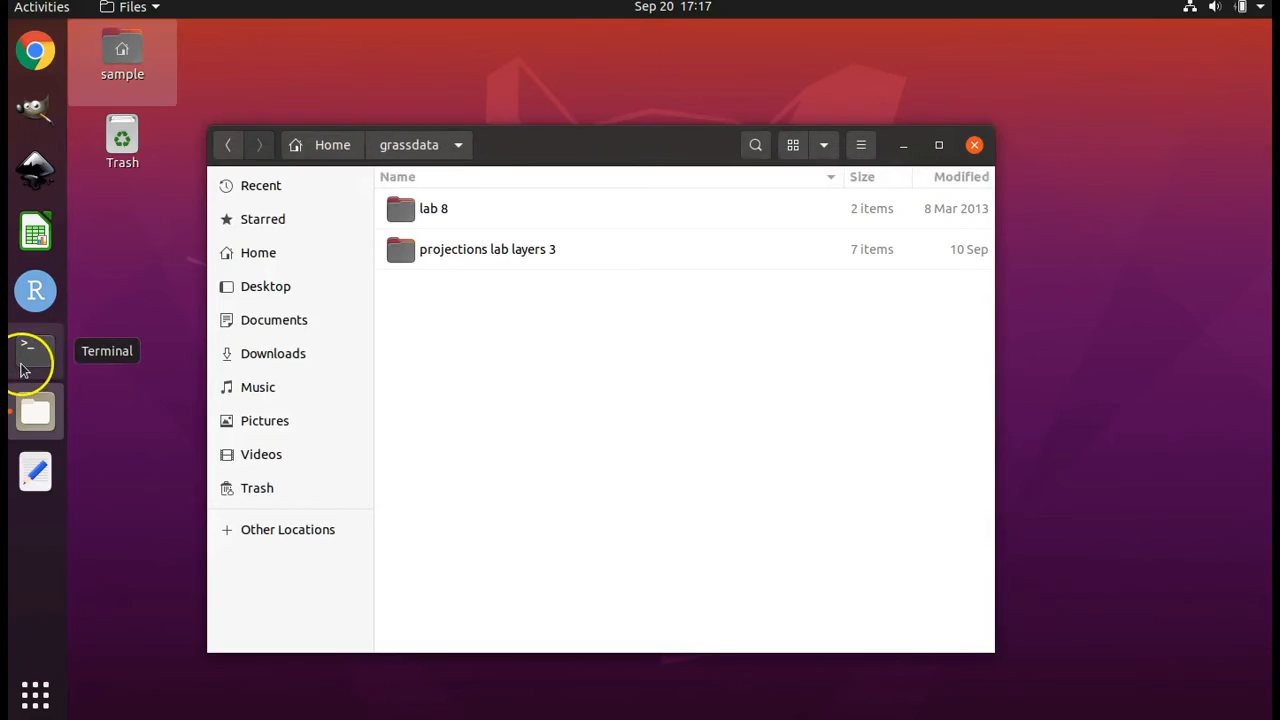 Activities Files Sep 20 17:17
sample
Trash
Home grassdata
Name Size Modified
lab 8 2 items 8 Mar 2013
projections lab layers 3 7 items 10 Sep
Recent
Starred
Home
Desktop
Documents
Downloads
Music
Pictures
Videos
Trash
+ Other Locations
R
>_
Terminal